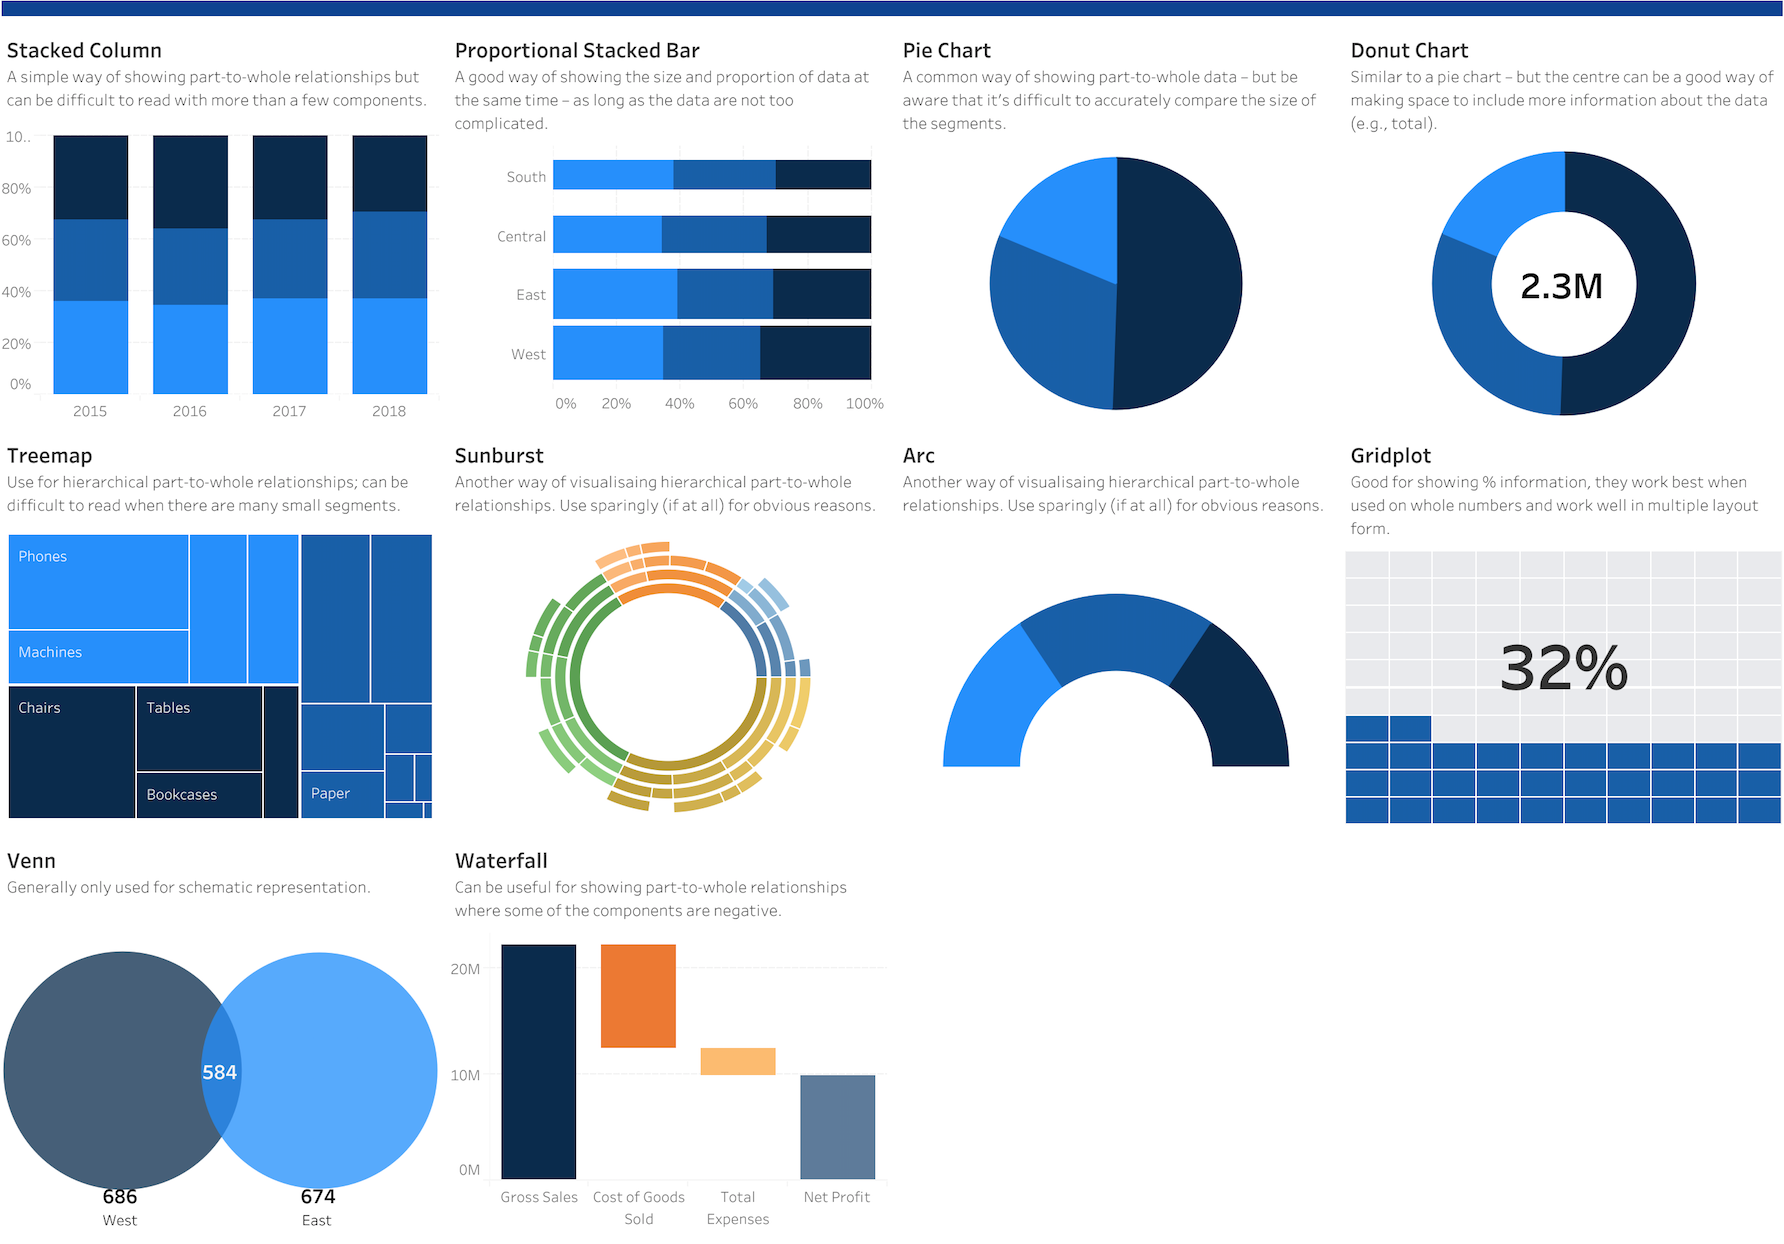 Stacked Column
A simple way of showing part-to-whole relationships but
can be difficult to read with more than a few components.
10..
80%
60%
40%
20%
0%
2015 2016 2017 2018
Proportional Stacked Bar
A good way of showing the size and proportion of data at
the same time – as long as the data are not too
complicated.
South
Central
East
West
0% 20% 40% 60% 80% 100%
Pie Chart
A common way of showing part-to-whole data – but be
aware that it's difficult to accurately compare the size of
the segments.
Donut Chart
Similar to a pie chart – but the centre can be a good way of
making space to include more information about the data
(e.g., total).
2.3M
Treemap
Use for hierarchical part-to-whole relationships; can be
difficult to read when there are many small segments.
Phones
Machines
Chairs
Tables
Bookcases
Paper
Sunburst
Another way of visualising hierarchical part-to-whole
relationships. Use sparingly (if at all) for obvious reasons.
Arc
Another way of visualising hierarchical part-to-whole
relationships. Use sparingly (if at all) for obvious reasons.
Gridplot
Good for showing % information, they work best when
used on whole numbers and work well in multiple layout
form.
32%
Venn
Generally only used for schematic representation.
584
686
West
674
East
Waterfall
Can be useful for showing part-to-whole relationships
where some of the components are negative.
20M
10M
0M
Gross Sales
Cost of Goods
Sold
Total
Expenses
Net Profit